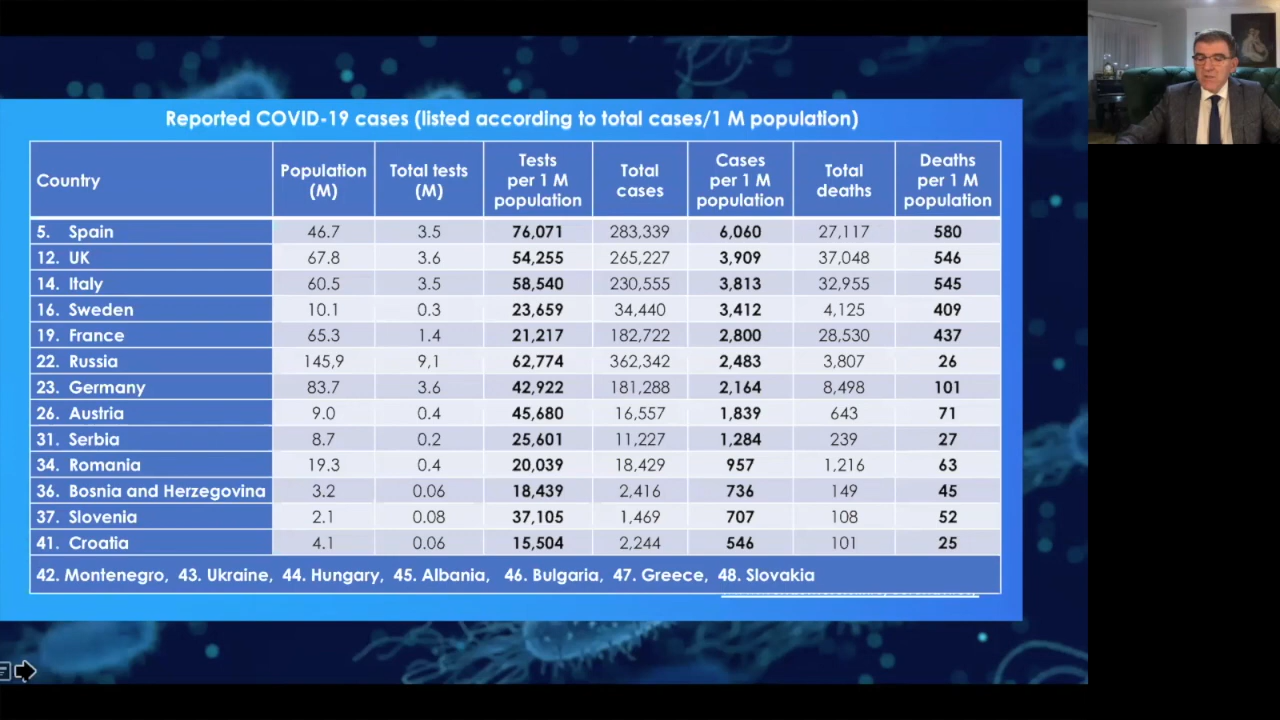 Reported COVID-19 cases (listed according to total cases/1 M population)
Country Population (M) Total tests (M) Tests per 1 M population Total cases Cases per 1 M population Total deaths Deaths per 1 M population
5. Spain 46.7 3.5 76,071 283,339 6,060 27,117 580
12. UK 67.8 3.6 54,255 265,227 3,909 37,048 546
14. Italy 60.5 3.5 58,540 230,555 3,813 32,955 545
16. Sweden 10.1 0.3 23,659 34,440 3,412 4,125 409
19. France 65.3 1.4 21,217 182,722 2,800 28,530 437
22. Russia 145,9 9,1 62,774 362,342 2,483 3,807 26
23. Germany 83.7 3.6 42,922 181,288 2,164 8,498 101
26. Austria 9.0 0.4 45,680 16,557 1,839 643 71
31. Serbia 8.7 0.2 25,601 11,227 1,284 239 27
34. Romania 19.3 0.4 20,039 18,429 957 1,216 63
36. Bosnia and Herzegovina 3.2 0.06 18,439 2,416 736 149 45
37. Slovenia 2.1 0.08 37,105 1,469 707 108 52
41. Croatia 4.1 0.06 15,504 2,244 546 101 25
42. Montenegro, 43. Ukraine, 44. Hungary, 45. Albania, 46. Bulgaria, 47. Greece, 48. Slovakia